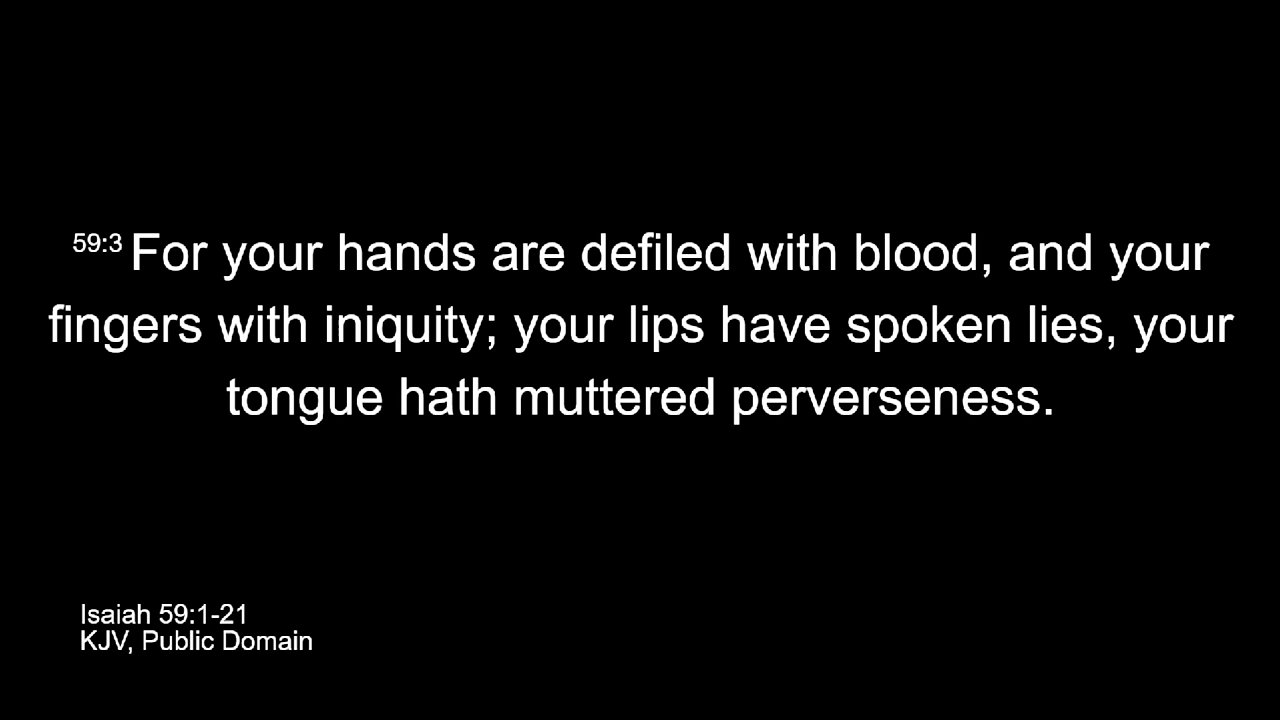 59:3 For your hands are defiled with blood, and your
fingers with iniquity; your lips have spoken lies, your
tongue hath muttered perverseness.
Isaiah 59:1-21
KJV, Public Domain